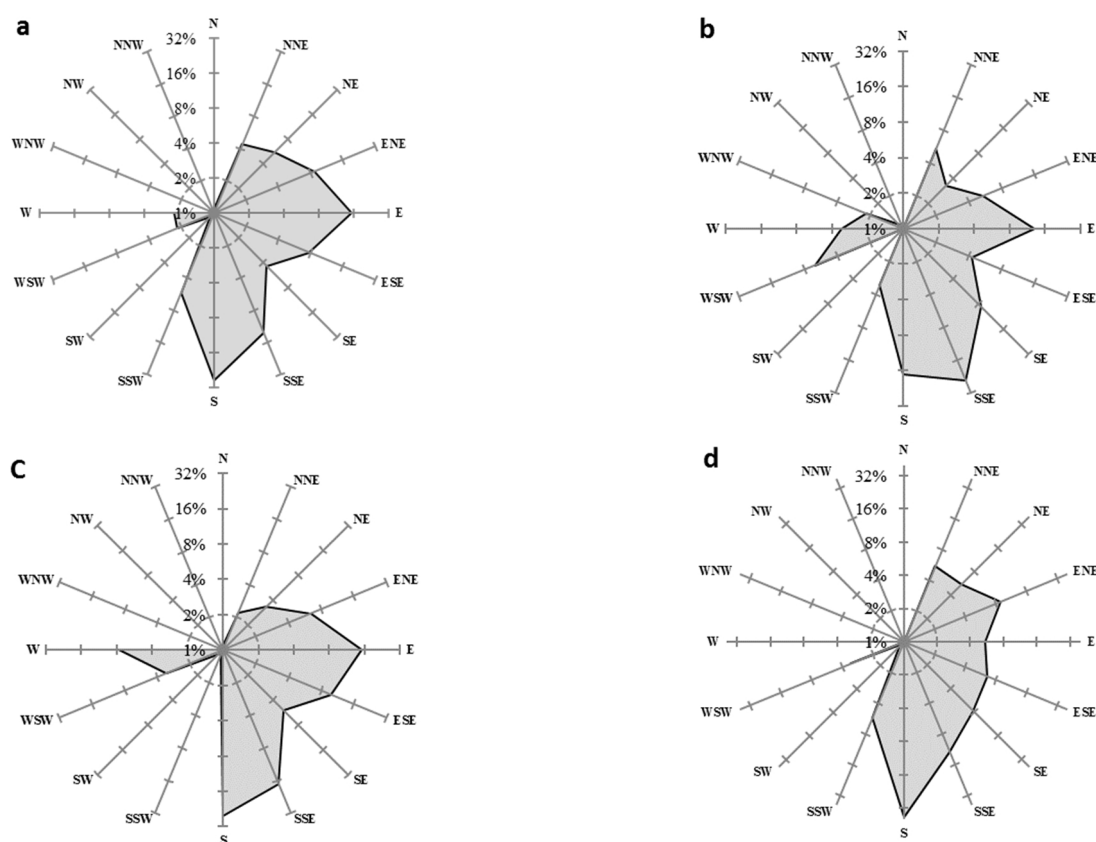 a
N
NNW
32%
NNE
NW
16%
NE
8%
WNW
4%
ENE
2%
W
1%
E
WSW
ESE
SW
SE
SSW
SSE
S
b
N
NNW
32%
NNE
NW
16%
NE
8%
WNW
4%
ENE
2%
W
1%
E
WSW
ESE
SW
SE
SSW
SSE
S
c
N
NNW
32%
NNE
NW
16%
NE
8%
WNW
4%
ENE
2%
W
1%
E
WSW
ESE
SW
SE
SSW
SSE
S
d
N
NNW
32%
NNE
NW
16%
NE
8%
WNW
4%
ENE
2%
W
1%
E
WSW
ESE
SW
SE
SSW
SSE
S